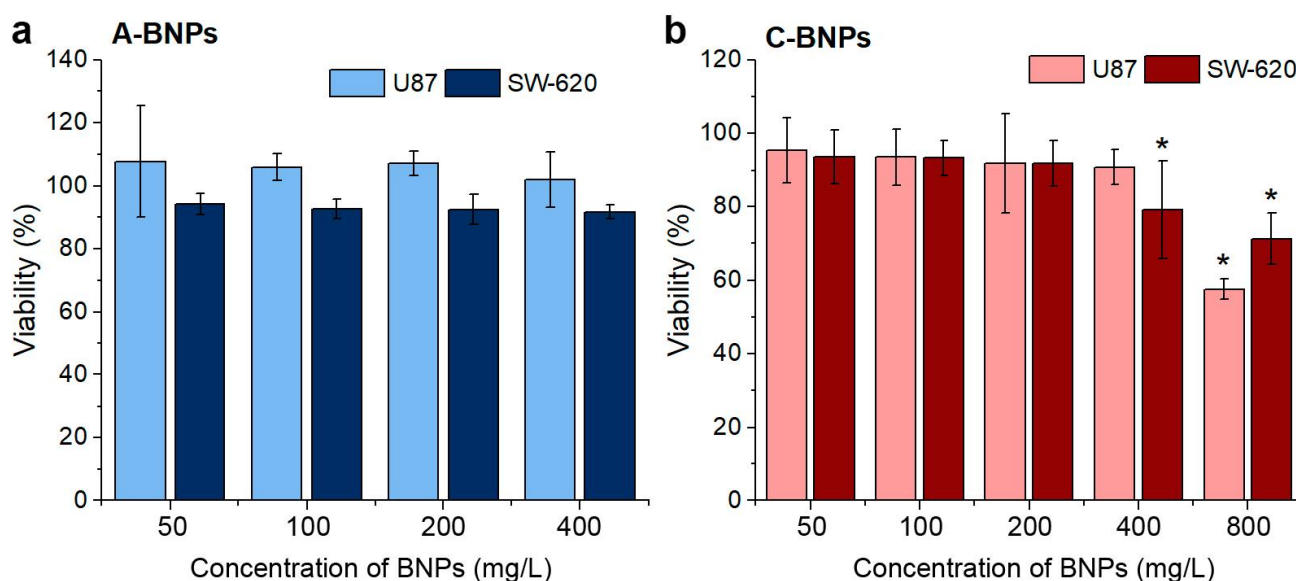 a A-BNPs
U87 SW-620
140
120
100
80
60
40
20
0
Viability (%)
50 100 200 400
Concentration of BNPs (mg/L)
b C-BNPs
U87 SW-620
120
100
80
60
40
20
0
Viability (%)
* * *
50 100 200 400 800
Concentration of BNPs (mg/L)